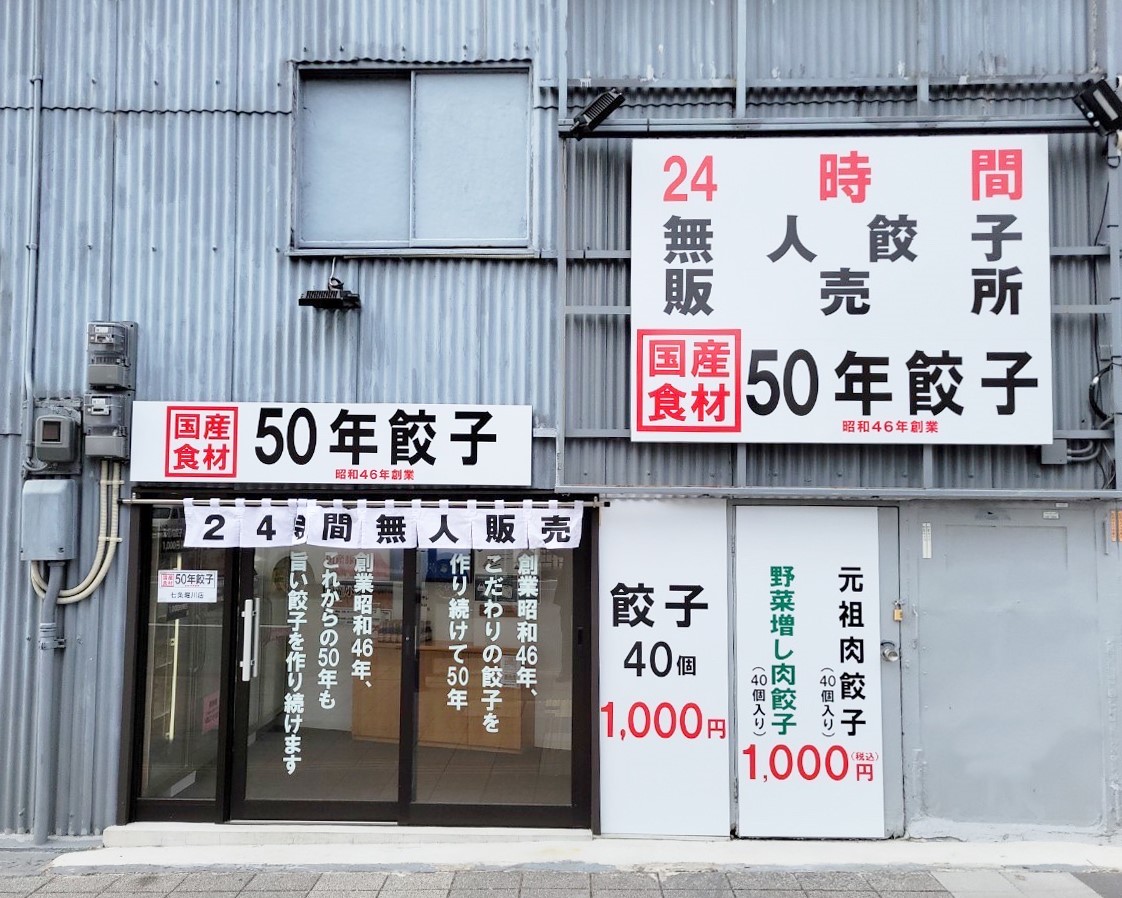 24時間
無人餃子
販売所
国産
食材
50年餃子
昭和46年創業
国産
食材
50年餃子
昭和46年創業
24時間無人販売
国産
食材
50年餃子
七条堀川店
創業昭和46年、
こだわりの餃子を
作り続けて50年
創業昭和46年、
これからの50年も
旨い餃子を作り続けます
餃子
40個
1,000円
元祖肉餃子
(40個入り)
野菜増し肉餃子
(40個入り)
1,000円
(税込)